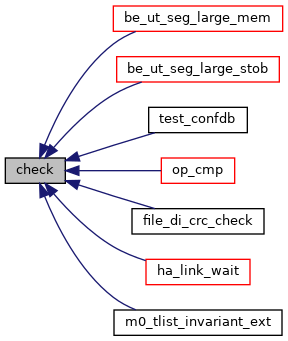 be_ut_seg_large_mem
be_ut_seg_large_stob
test_confdb
check
op_cmp
file_di_crc_check
ha_link_wait
m0_tlist_invariant_ext